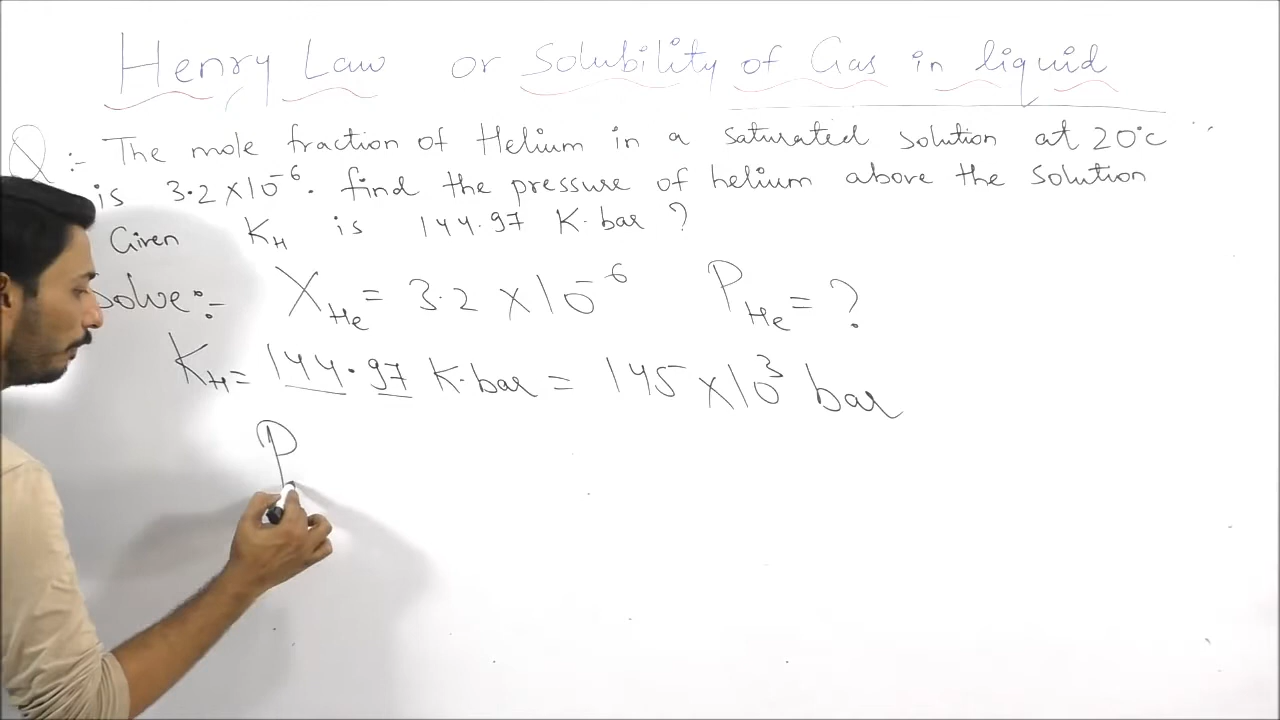 Henry Law or Solubility of Gas in liquid
Q:- The mole fraction of Helium in a saturated solution at 20°c
is 3.2 X 10⁻⁶. find the pressure of helium above the solution
Given K_H is 144.97 K.bar ?
Solve:- X_He = 3.2 X 10⁻⁶ P_He = ?
K_H = 144.97 K.bar = 145 X 10³ bar
P